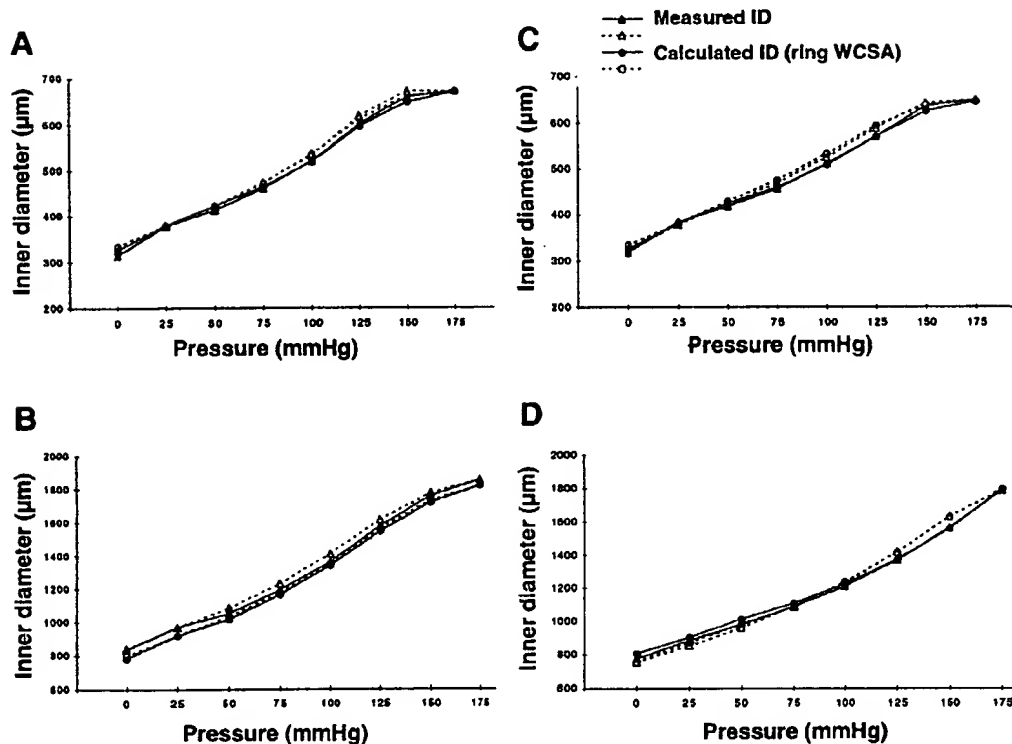 Measured ID
Calculated ID (ring WCSA)
A
700
600
500
400
300
200
0 25 50 75 100 125 150 175
Inner diameter (µm)
Pressure (mmHg)
C
700
600
500
400
300
200
0 25 50 75 100 125 150 175
Inner diameter (µm)
Pressure (mmHg)
B
2000
1800
1600
1400
1200
1000
800
600
0 25 50 75 100 125 150 175
Inner diameter (µm)
Pressure (mmHg)
D
2000
1800
1600
1400
1200
1000
800
600
0 25 50 75 100 125 150 175
Inner diameter (µm)
Pressure (mmHg)